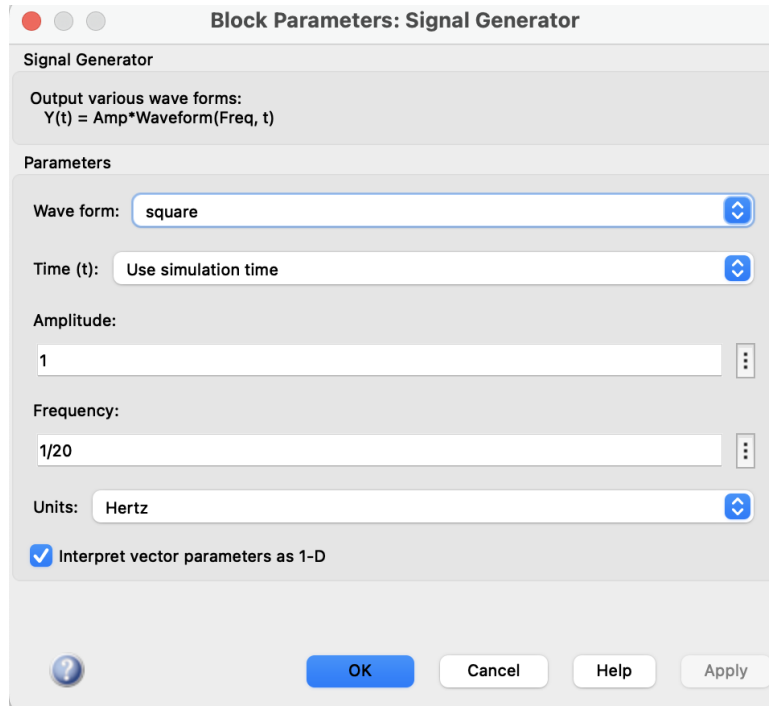 Block Parameters: Signal Generator
Signal Generator
Output various wave forms:
Y(t) = Amp*Waveform(Freq, t)
Parameters
Wave form: square
Time (t): Use simulation time
Amplitude:
1
Frequency:
1/20
Units: Hertz
Interpret vector parameters as 1-D
? OK Cancel Help Apply